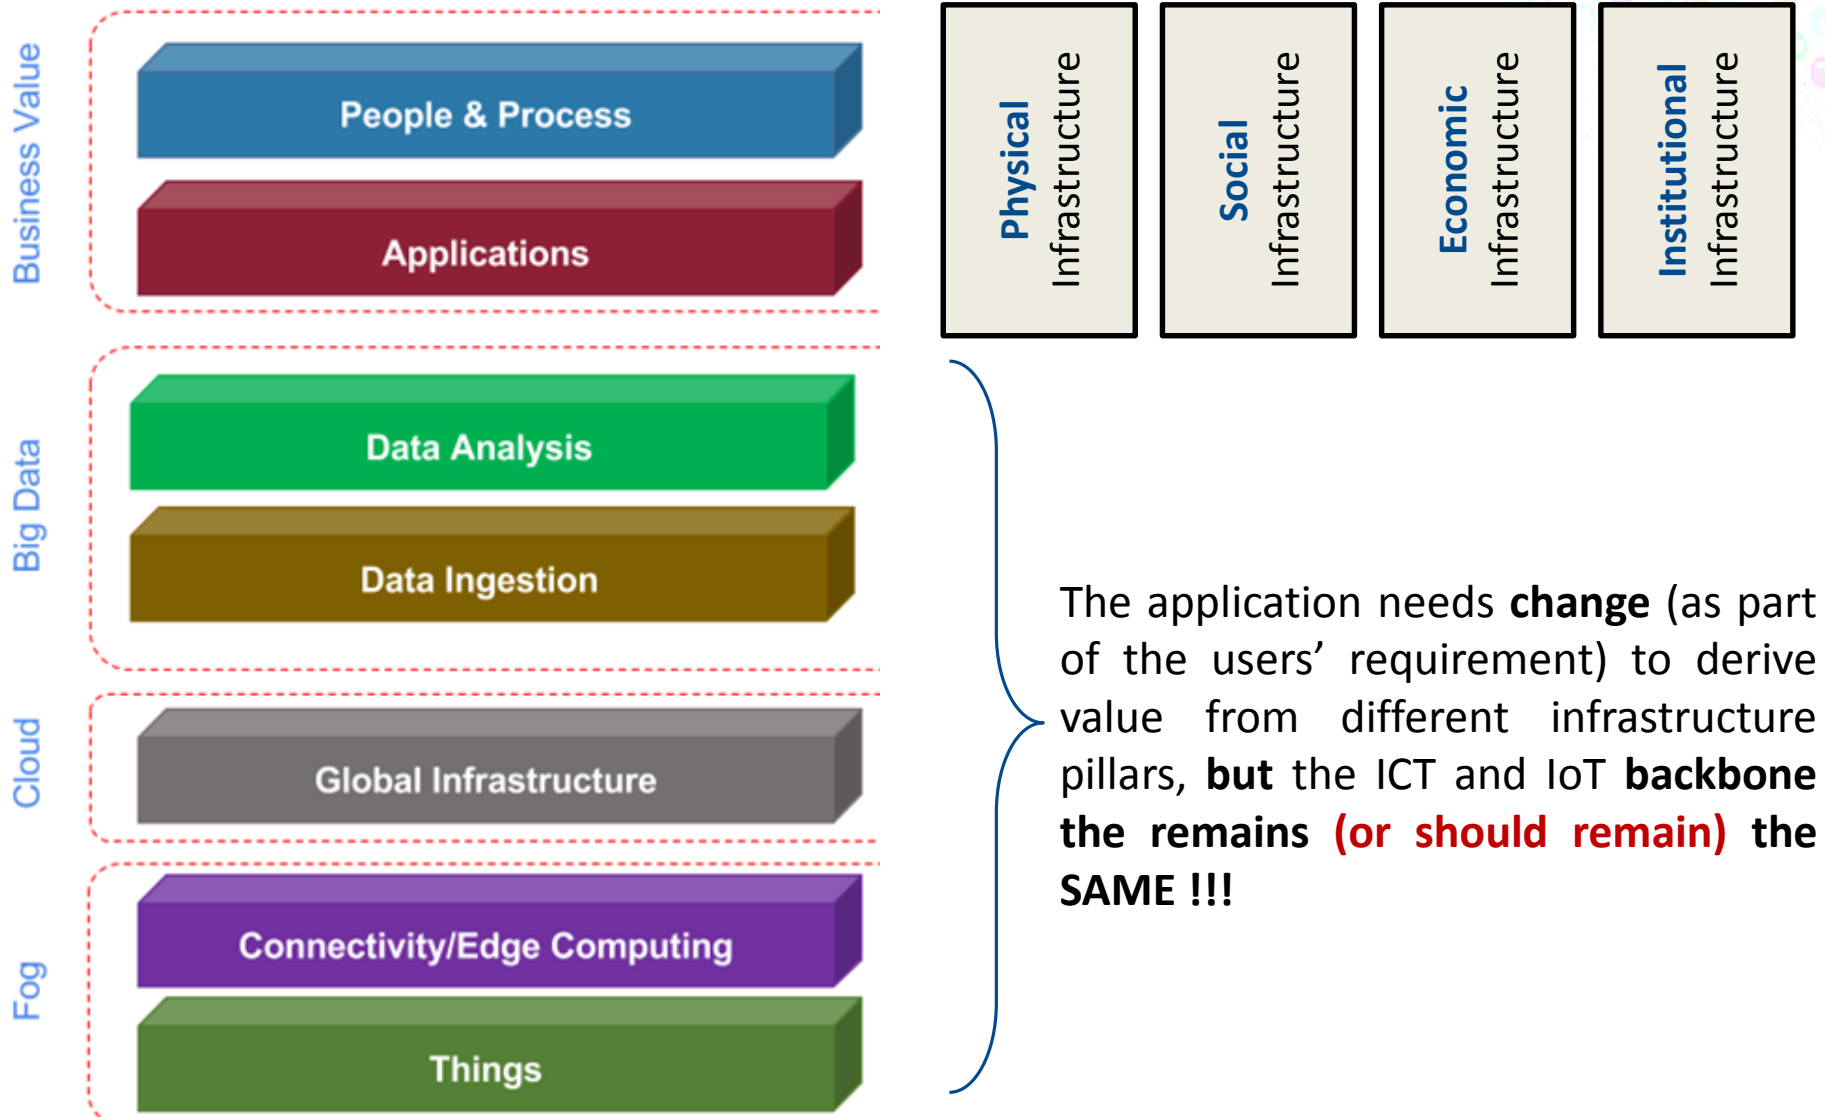 Business Value
People & Process
Applications
Big Data
Data Analysis
Data Ingestion
Cloud
Global Infrastructure
Fog
Connectivity/Edge Computing
Things
Physical
Infrastructure
Social
Infrastructure
Economic
Infrastructure
Institutional
Infrastructure
The application needs change (as part
of the users’ requirement) to derive
value from different infrastructure
pillars, but the ICT and IoT backbone
the remains (or should remain) the
SAME !!!